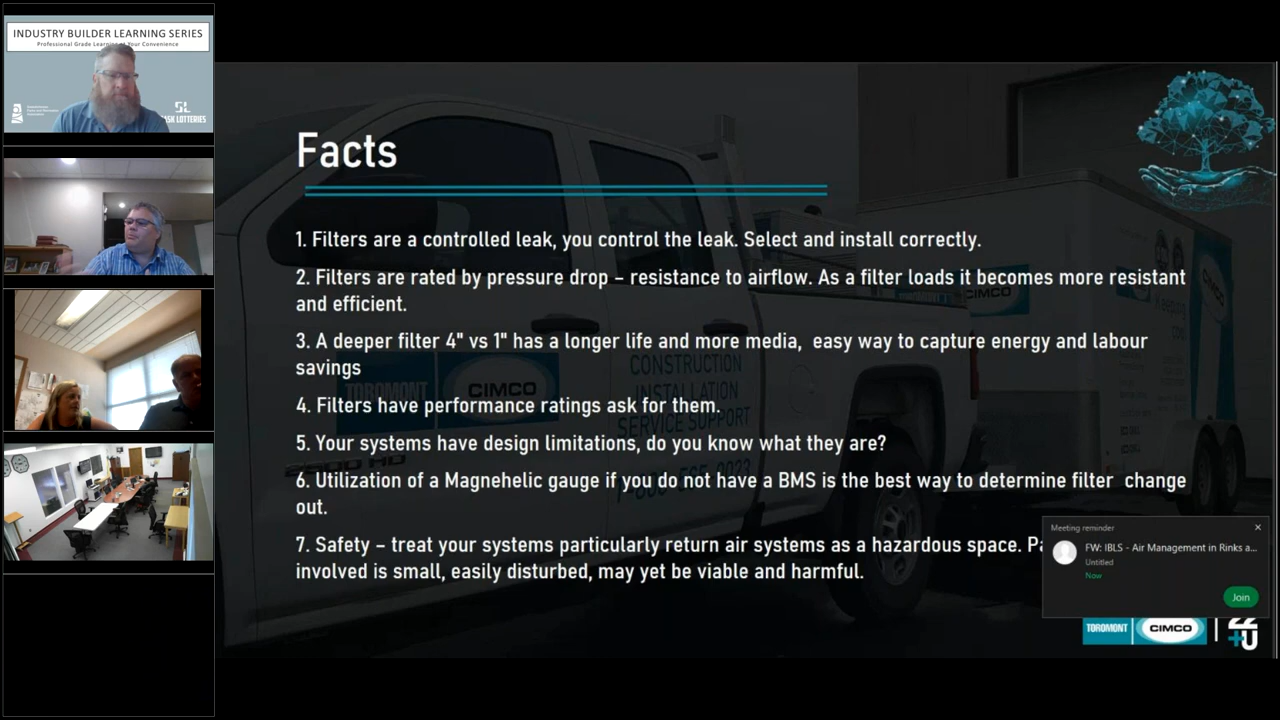 INDUSTRY BUILDER LEARNING SERIES
Professional Grade Learning at Your Convenience
SL
SASK LOTTERIES
Facts
1. Filters are a controlled leak, you control the leak. Select and install correctly.
2. Filters are rated by pressure drop – resistance to airflow. As a filter loads it becomes more resistant
and efficient.
3. A deeper filter 4" vs 1" has a longer life and more media, easy way to capture energy and labour
savings
4. Filters have performance ratings ask for them.
5. Your systems have design limitations, do you know what they are?
6. Utilization of a Magnehelic gauge if you do not have a BMS is the best way to determine filter change
out.
7. Safety – treat your systems particularly return air systems as a hazardous space.
involved is small, easily disturbed, may yet be viable and harmful.
CONSTRUCTION
INSTALLATION
SERVICE SUPPORT
TOROMONT CIMCO
CIMCO
Meeting reminder
FW: IBLS - Air Management in Rinks a...
Untitled
Now
Join
TOROMONT CIMCO
+U